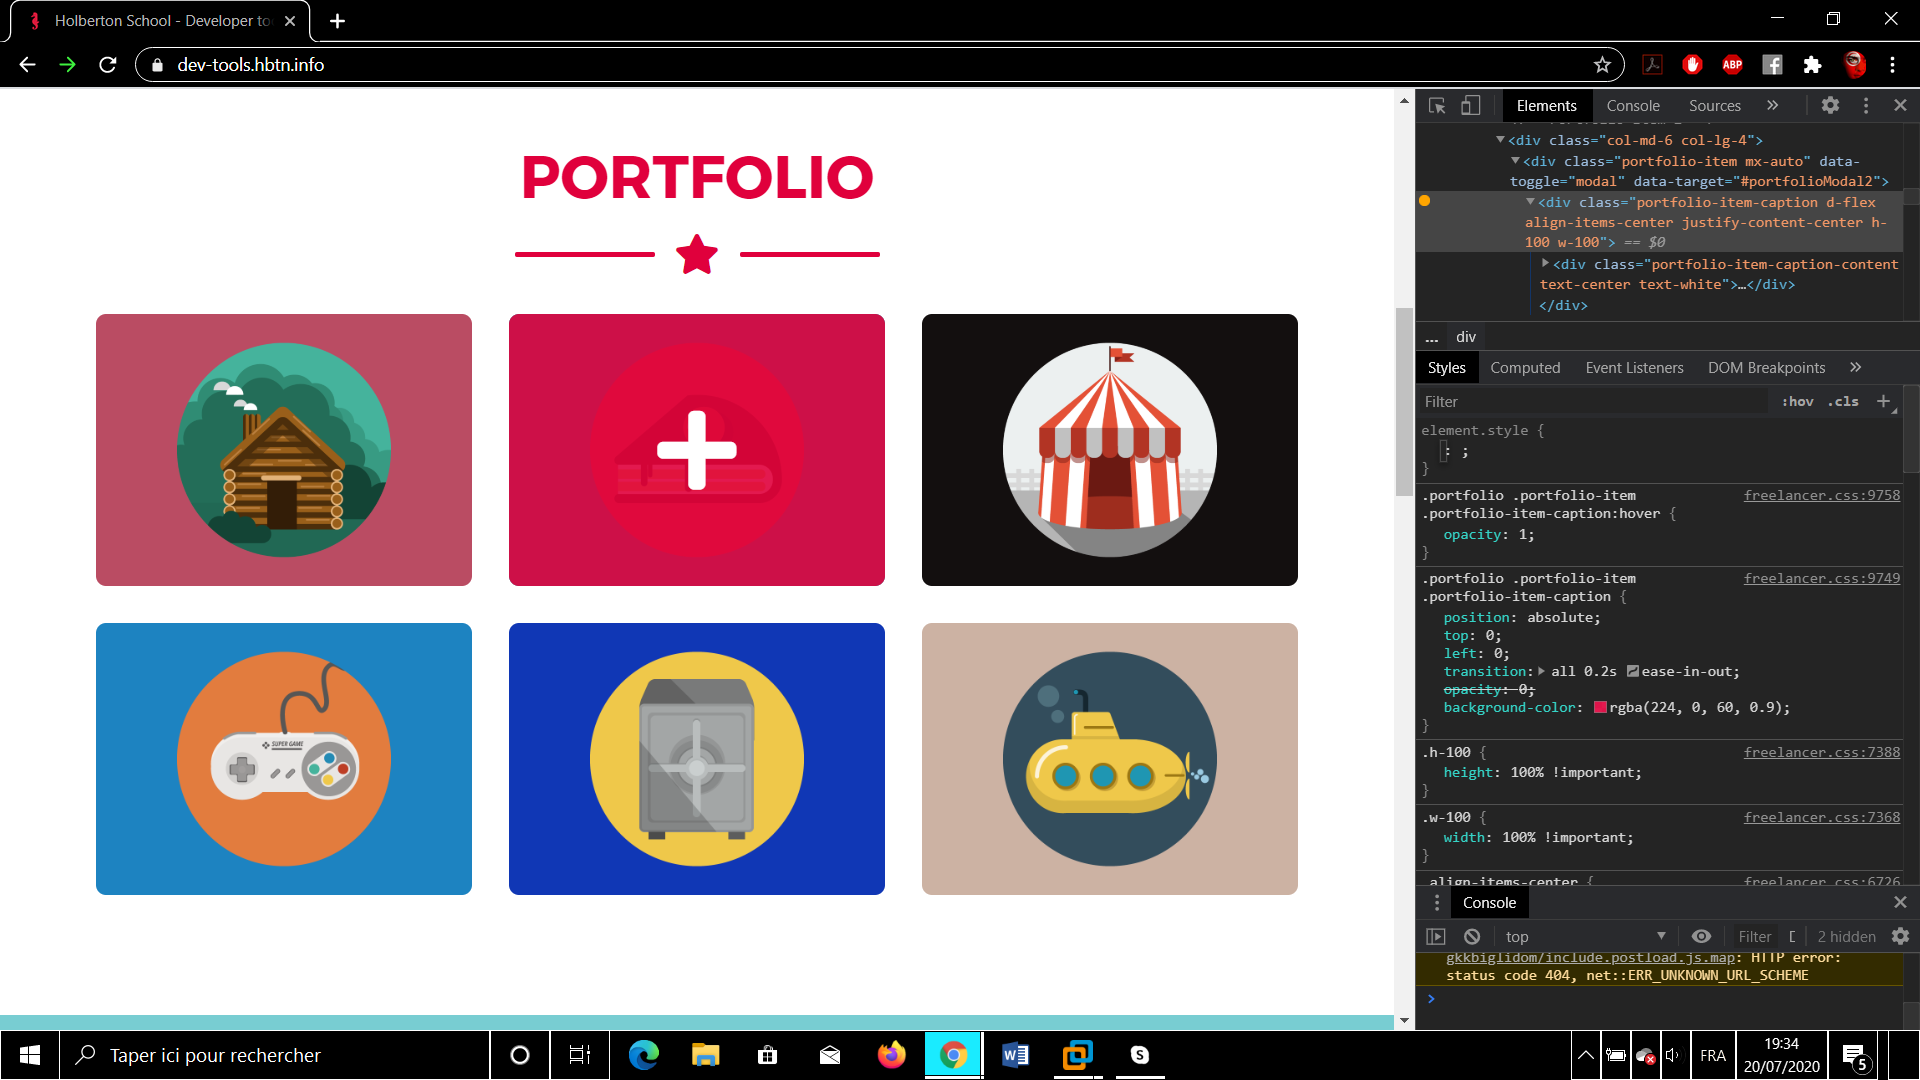 Holberton School - Developer to
dev-tools.hbtn.info
ABP
PORTFOLIO
SUPER GAME
Elements Console Sources »
<div class="col-md-6 col-lg-4">
<div class="portfolio-item mx-auto" data-
toggle="modal" data-target="#portfolioModal2">
<div class="portfolio-item-caption d-flex
align-items-center justify-content-center h-
100 w-100"> == $0
<div class="portfolio-item-caption-content
text-center text-white">…</div>
</div>
... div
Styles Computed Event Listeners DOM Breakpoints »
Filter :hov .cls +
element.style {
: ;
}
.portfolio .portfolio-item freelancer.css:9758
.portfolio-item-caption:hover {
opacity: 1;
}
.portfolio .portfolio-item freelancer.css:9749
.portfolio-item-caption {
position: absolute;
top: 0;
left: 0;
transition: all 0.2s ease-in-out;
opacity: 0;
background-color: rgba(224, 0, 60, 0.9);
}
.h-100 { freelancer.css:7388
height: 100% !important;
}
.w-100 { freelancer.css:7368
width: 100% !important;
}
.align-items-center { freelancer.css:6726
Console
top Filter 2 hidden
gkkbiglidom/include.postload.js.map: HTTP error:
status code 404, net::ERR_UNKNOWN_URL_SCHEME
>
Taper ici pour rechercher
FRA
19:34
20/07/2020
5